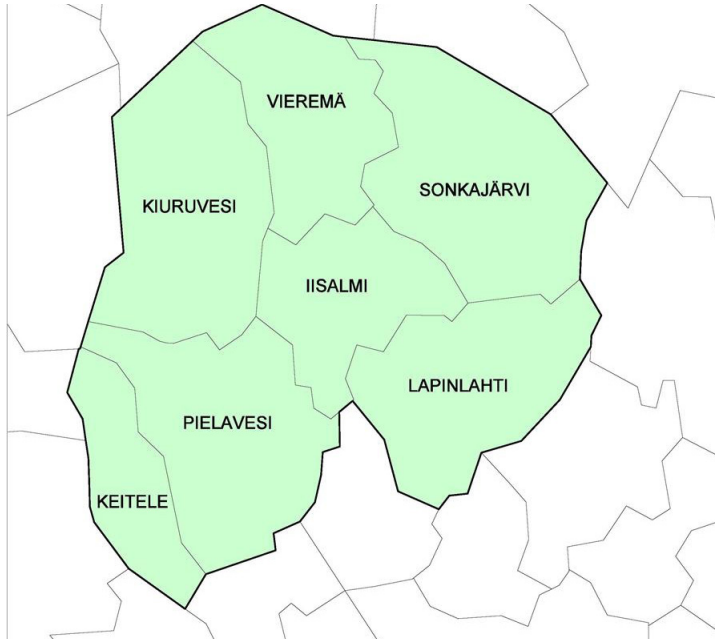 VIEREMÄ
KIURUVESI
SONKAJÄRVI
IISALMI
LAPINLAHTI
PIELAVESI
KEITELE